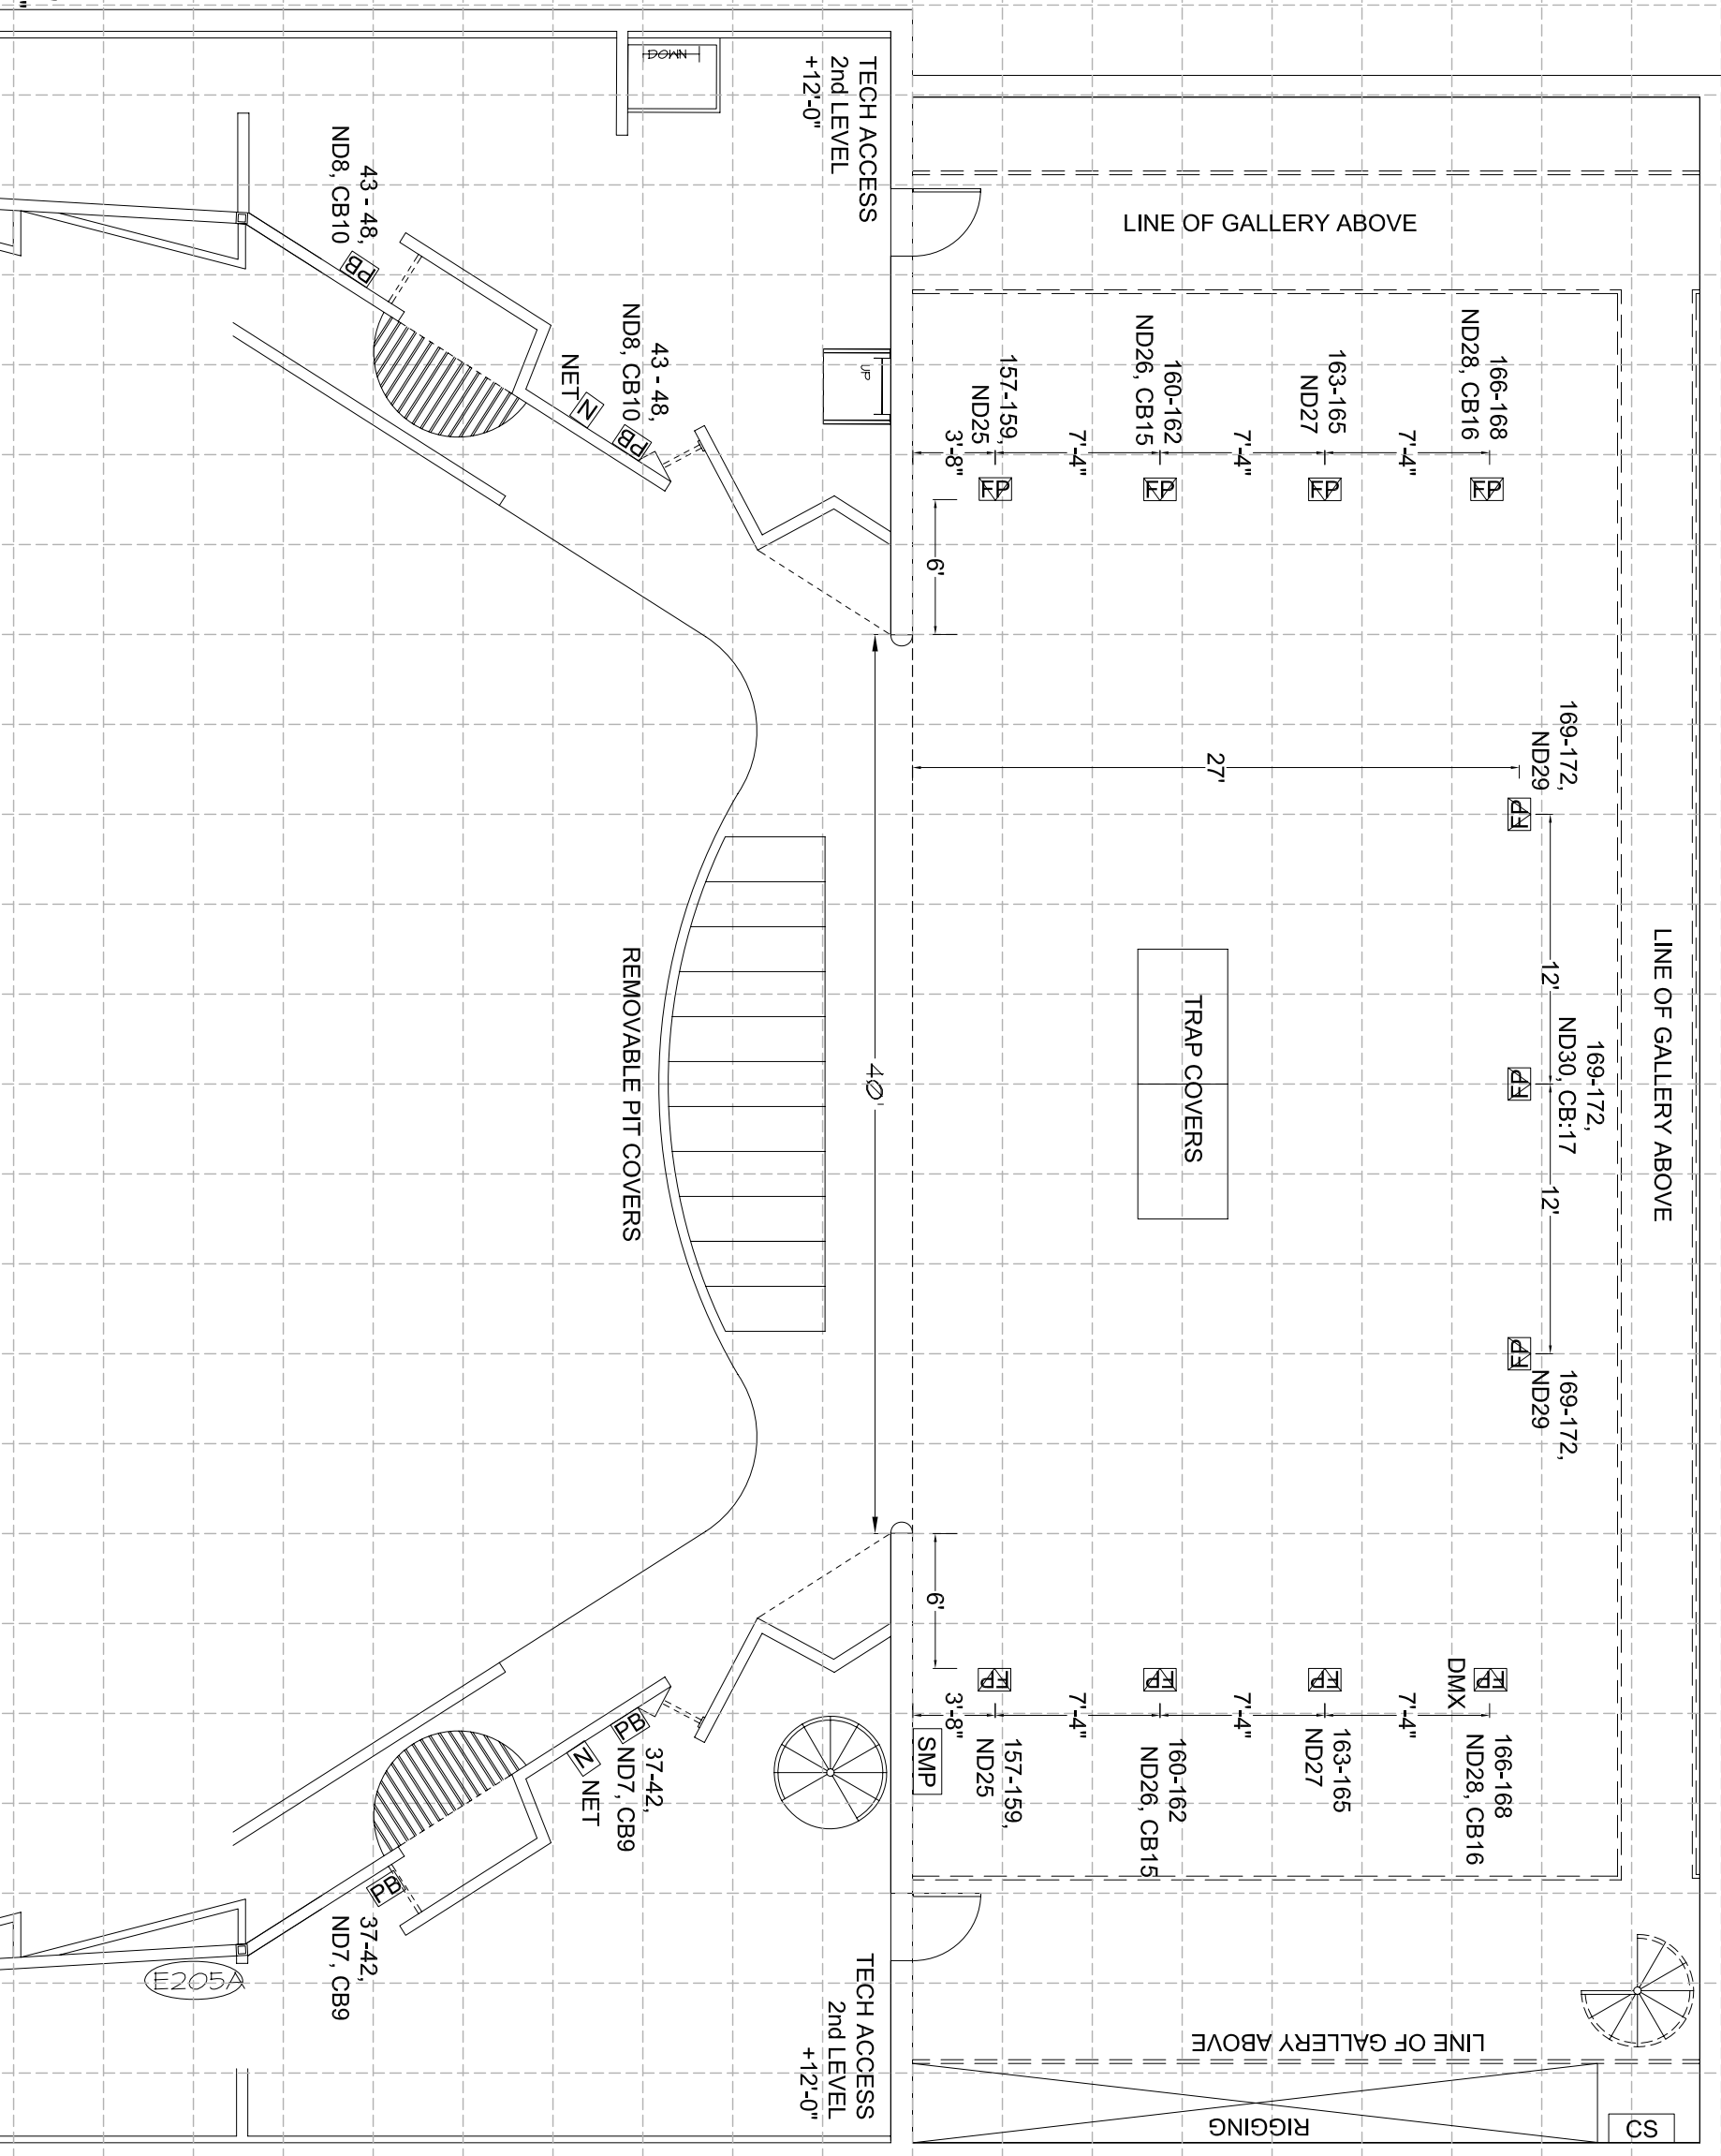 DOWN
TECH ACCESS
2nd LEVEL
+12'-0"
LINE OF GALLERY ABOVE
43 - 48,
ND8, CB10
PB
43 - 48,
ND8, CB10
PB
N
NET
UP
157-159,
ND25
160-162
ND26, CB15
163-165
ND27
166-168
ND28, CB16
3'-8"
7'-4"
7'-4"
7'-4"
FP
FP
FP
FP
6'
169-172,
ND29
FP
27'
12'
LINE OF GALLERY ABOVE
169-172,
ND30, CB:17
FP
TRAP COVERS
40'
REMOVABLE PIT COVERS
12'
FP
169-172,
ND29
6'
FP
FP
FP
FP
DMX
3'-8"
7'-4"
7'-4"
7'-4"
SMP
157-159,
ND25
160-162
ND26, CB15
163-165
ND27
166-168
ND28, CB16
PB
37-42,
ND7, CB9
N
NET
PB
37-42,
ND7, CB9
E205A
TECH ACCESS
2nd LEVEL
+12'-0"
LINE OF GALLERY ABOVE
RIGGING
CS